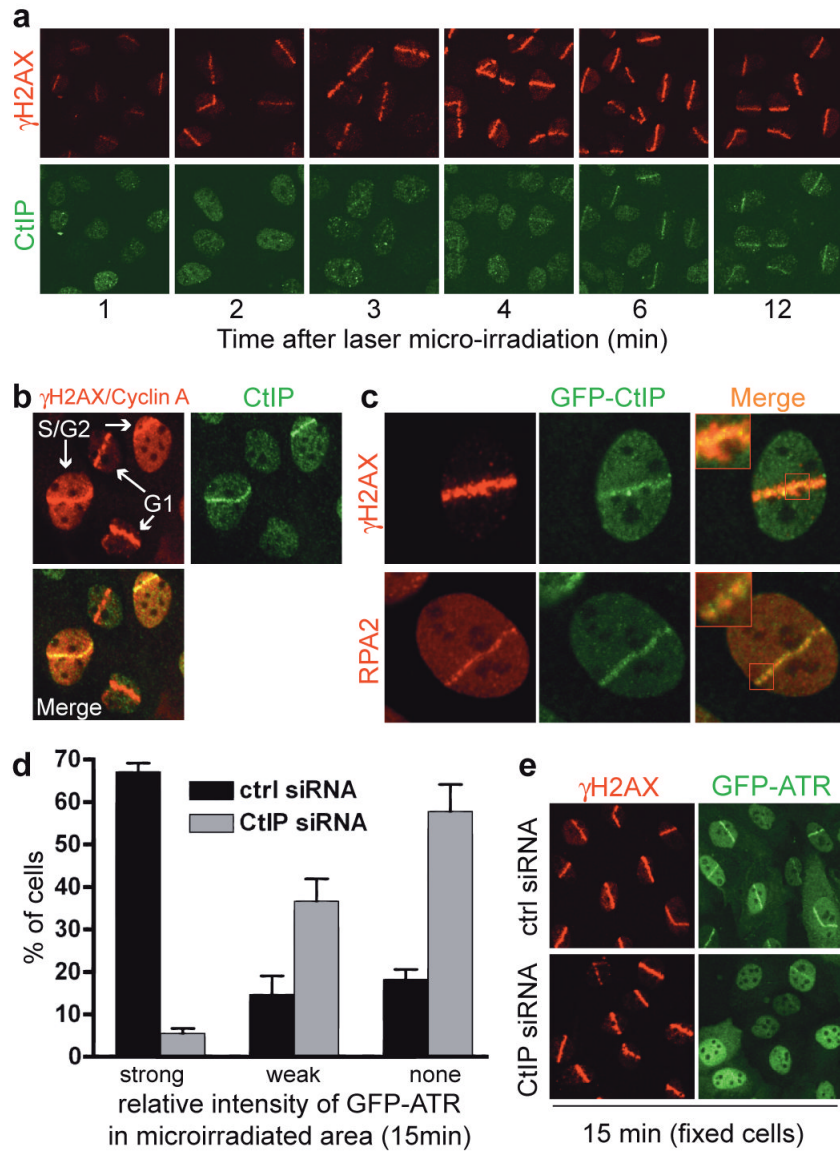 a
γH2AX
CtIP
1 2 3 4 6 12
Time after laser micro-irradiation (min)
b
γH2AX/Cyclin A
CtIP
S/G2
G1
Merge
c
GFP-CtIP
Merge
γH2AX
RPA2
d
70
60
50
40
30
20
10
0
% of cells
ctrl siRNA
CtIP siRNA
strong weak none
relative intensity of GFP-ATR
in microirradiated area (15min)
e
γH2AX
GFP-ATR
ctrl siRNA
CtIP siRNA
15 min (fixed cells)